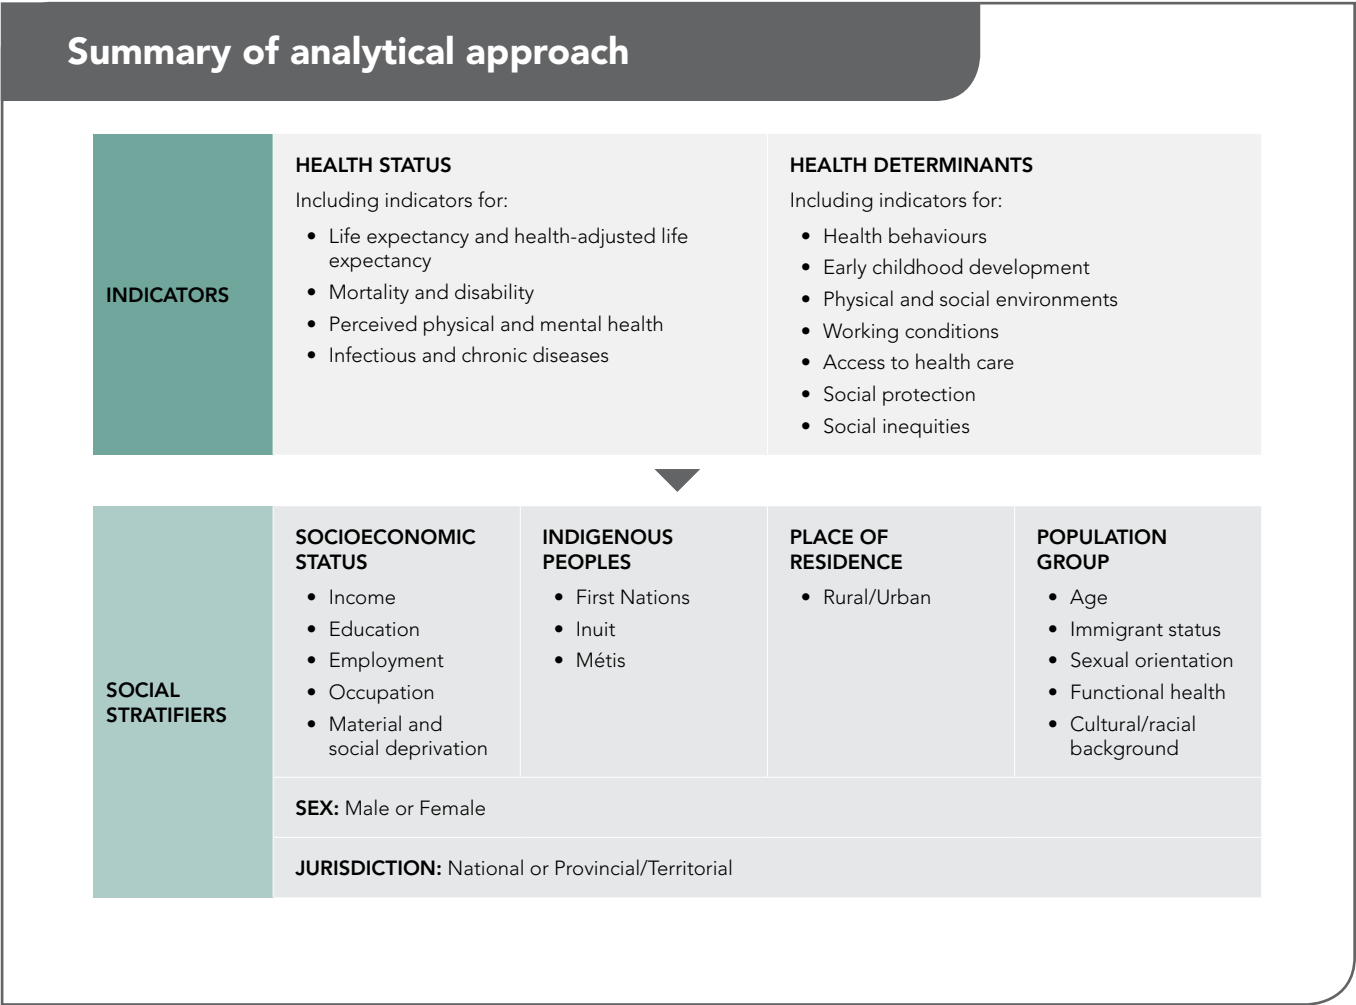 Summary of analytical approach
INDICATORS
HEALTH STATUS
Including indicators for:
• Life expectancy and health-adjusted life
expectancy
• Mortality and disability
• Perceived physical and mental health
• Infectious and chronic diseases
HEALTH DETERMINANTS
Including indicators for:
• Health behaviours
• Early childhood development
• Physical and social environments
• Working conditions
• Access to health care
• Social protection
• Social inequities
SOCIAL
STRATIFIERS
SOCIOECONOMIC
STATUS
• Income
• Education
• Employment
• Occupation
• Material and
social deprivation
INDIGENOUS
PEOPLES
• First Nations
• Inuit
• Métis
PLACE OF
RESIDENCE
• Rural/Urban
POPULATION
GROUP
• Age
• Immigrant status
• Sexual orientation
• Functional health
• Cultural/racial
background
SEX: Male or Female
JURISDICTION: National or Provincial/Territorial